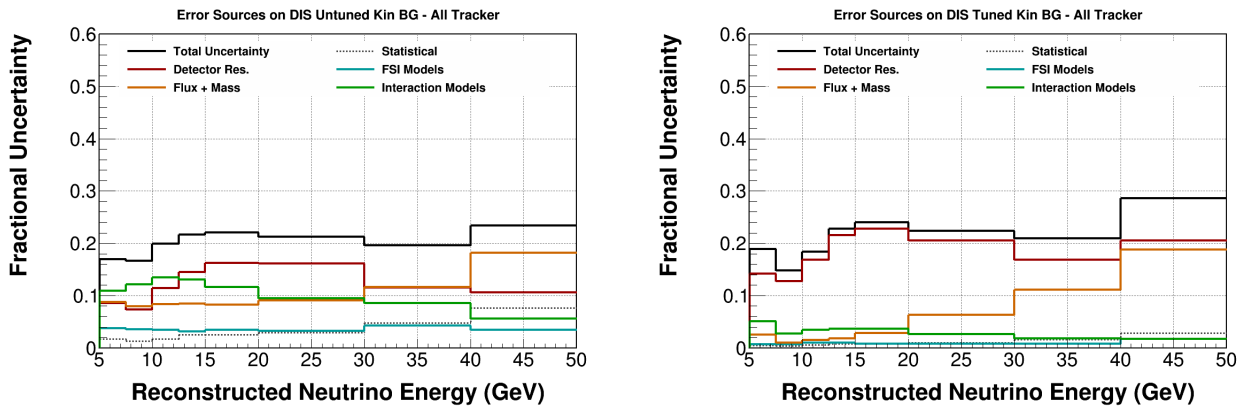 Error Sources on DIS Untuned Kin BG - All Tracker
Fractional Uncertainty
0.6
0.5
0.4
0.3
0.2
0.1
0
Total Uncertainty
Statistical
Detector Res.
FSI Models
Flux + Mass
Interaction Models
5 10 15 20 25 30 35 40 45 50
Reconstructed Neutrino Energy (GeV)
Error Sources on DIS Tuned Kin BG - All Tracker
Fractional Uncertainty
0.6
0.5
0.4
0.3
0.2
0.1
0
Total Uncertainty
Statistical
Detector Res.
FSI Models
Flux + Mass
Interaction Models
5 10 15 20 25 30 35 40 45 50
Reconstructed Neutrino Energy (GeV)